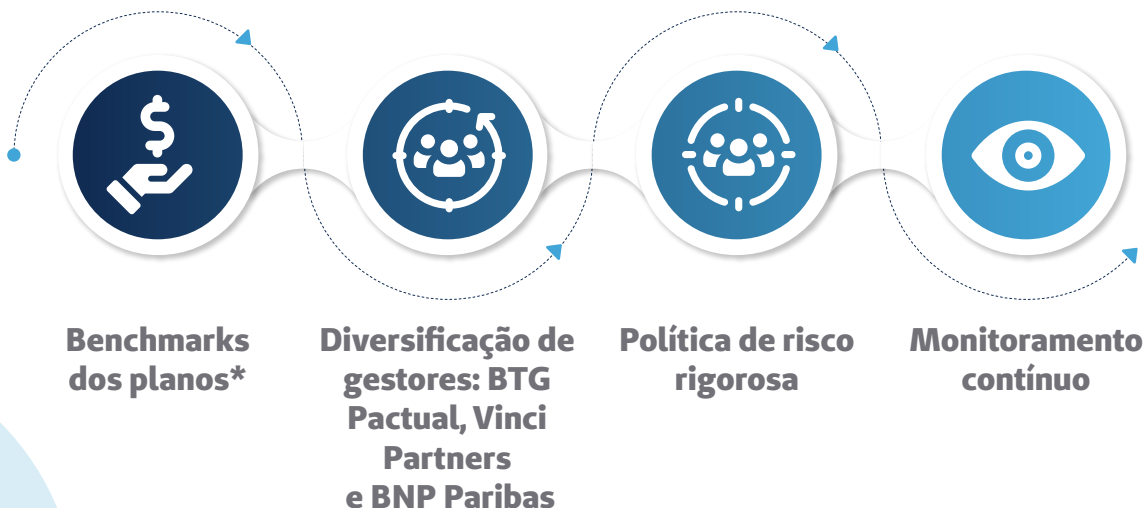 Benchmarks
dos planos*
Diversificação de
gestores: BTG
Pactual, Vinci
Partners
e BNP Paribas
Política de risco
rigorosa
Monitoramento
contínuo